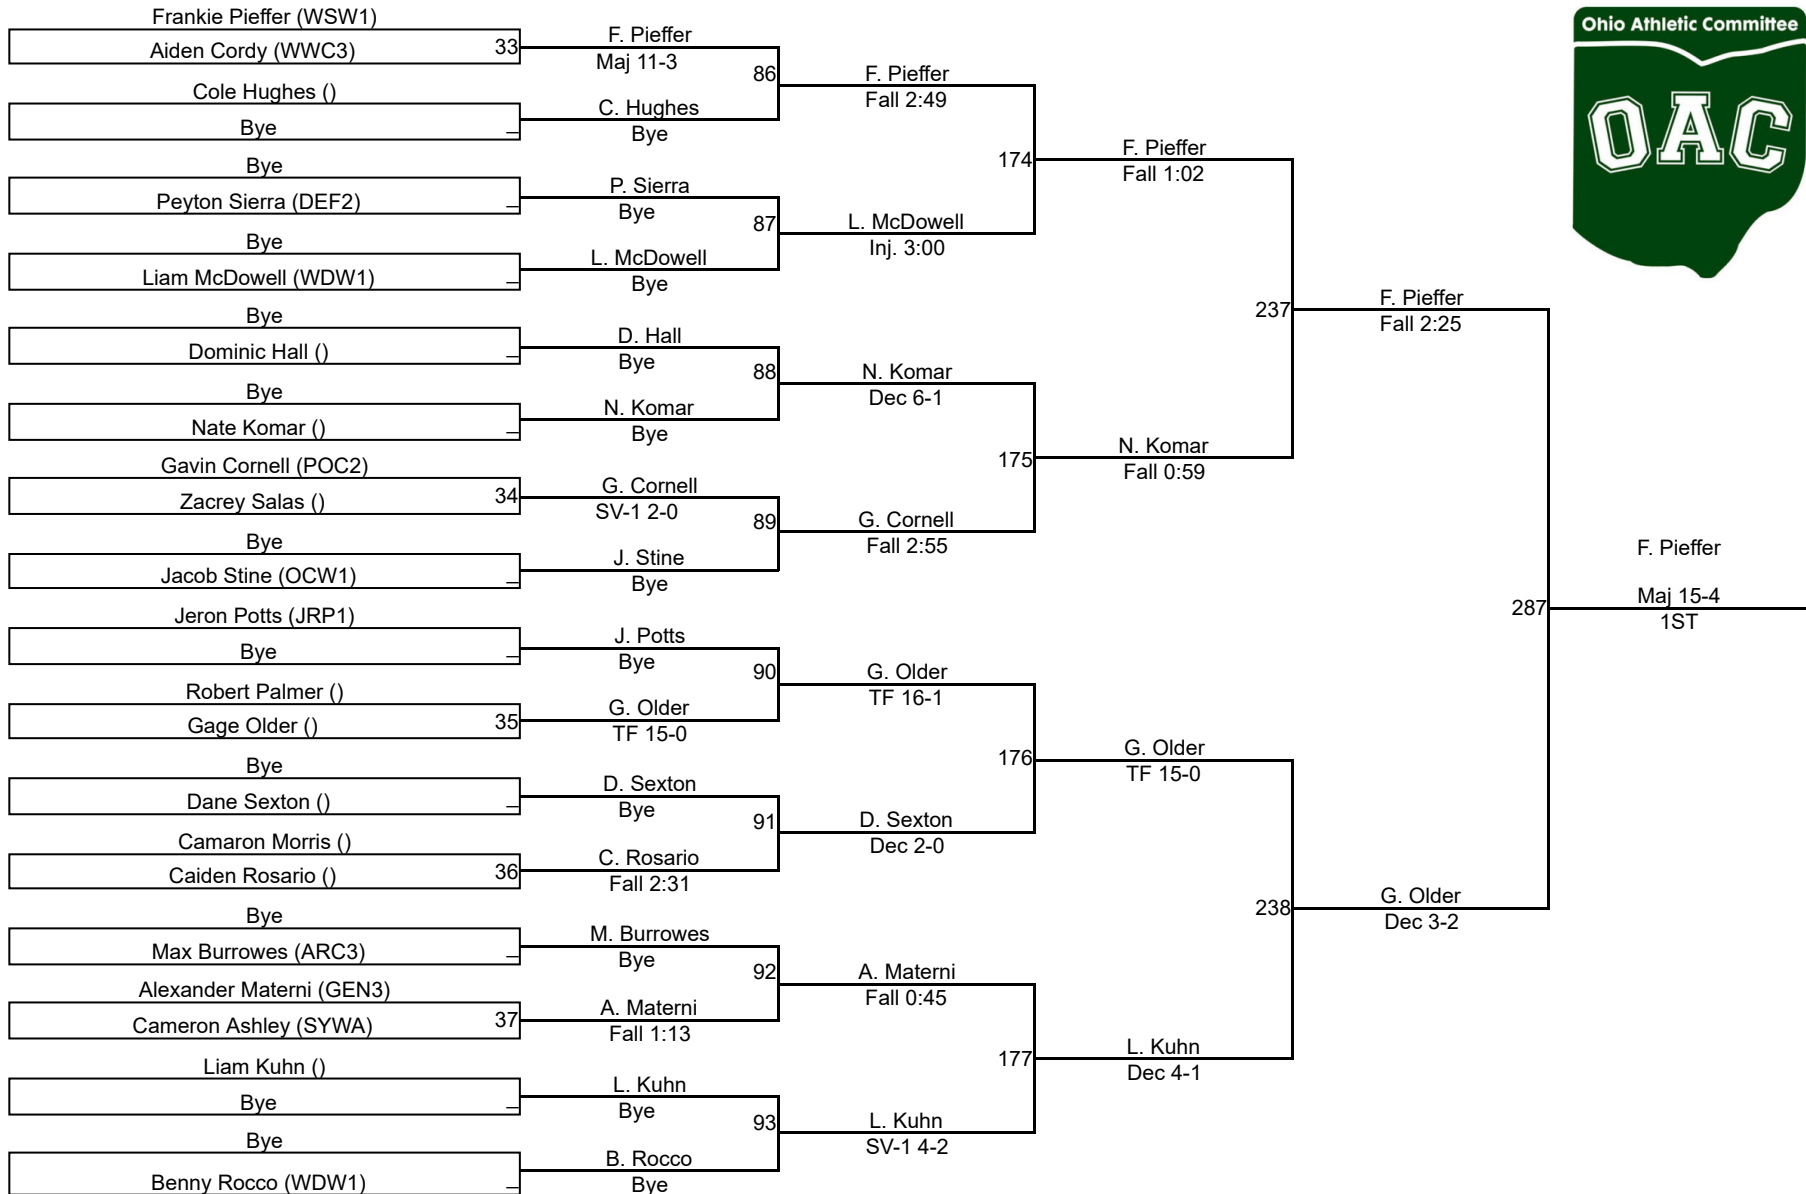 Ohio Athletic Committee
OAC
Frankie Pieffer (WSW1)
Aiden Cordy (WWC3)
33
Cole Hughes ()
Bye
_
Bye
Peyton Sierra (DEF2)
_
Bye
Liam McDowell (WDW1)
_
Bye
Dominic Hall ()
_
Bye
Nate Komar ()
_
Gavin Cornell (POC2)
Zacrey Salas ()
34
Bye
Jacob Stine (OCW1)
_
Jeron Potts (JRP1)
Bye
_
Robert Palmer ()
Gage Older ()
35
Bye
Dane Sexton ()
_
Camaron Morris ()
Caiden Rosario ()
36
Bye
Max Burrowes (ARC3)
_
Alexander Materni (GEN3)
Cameron Ashley (SYWA)
37
Liam Kuhn ()
Bye
_
Bye
Benny Rocco (WDW1)
_
F. Pieffer
Maj 11-3
86
C. Hughes
Bye
P. Sierra
Bye
87
L. McDowell
Bye
D. Hall
Bye
88
N. Komar
Bye
G. Cornell
SV-1 2-0
89
J. Stine
Bye
J. Potts
Bye
90
G. Older
TF 15-0
D. Sexton
Bye
91
C. Rosario
Fall 2:31
M. Burrowes
Bye
92
A. Materni
Fall 1:13
L. Kuhn
Bye
93
B. Rocco
Bye
F. Pieffer
Fall 2:49
174
L. McDowell
Inj. 3:00
N. Komar
Dec 6-1
175
G. Cornell
Fall 2:55
G. Older
TF 16-1
176
D. Sexton
Dec 2-0
A. Materni
Fall 0:45
177
L. Kuhn
SV-1 4-2
F. Pieffer
Fall 1:02
237
N. Komar
Fall 0:59
G. Older
TF 15-0
238
L. Kuhn
Dec 4-1
F. Pieffer
Fall 2:25
287
G. Older
Dec 3-2
F. Pieffer
Maj 15-4
1ST